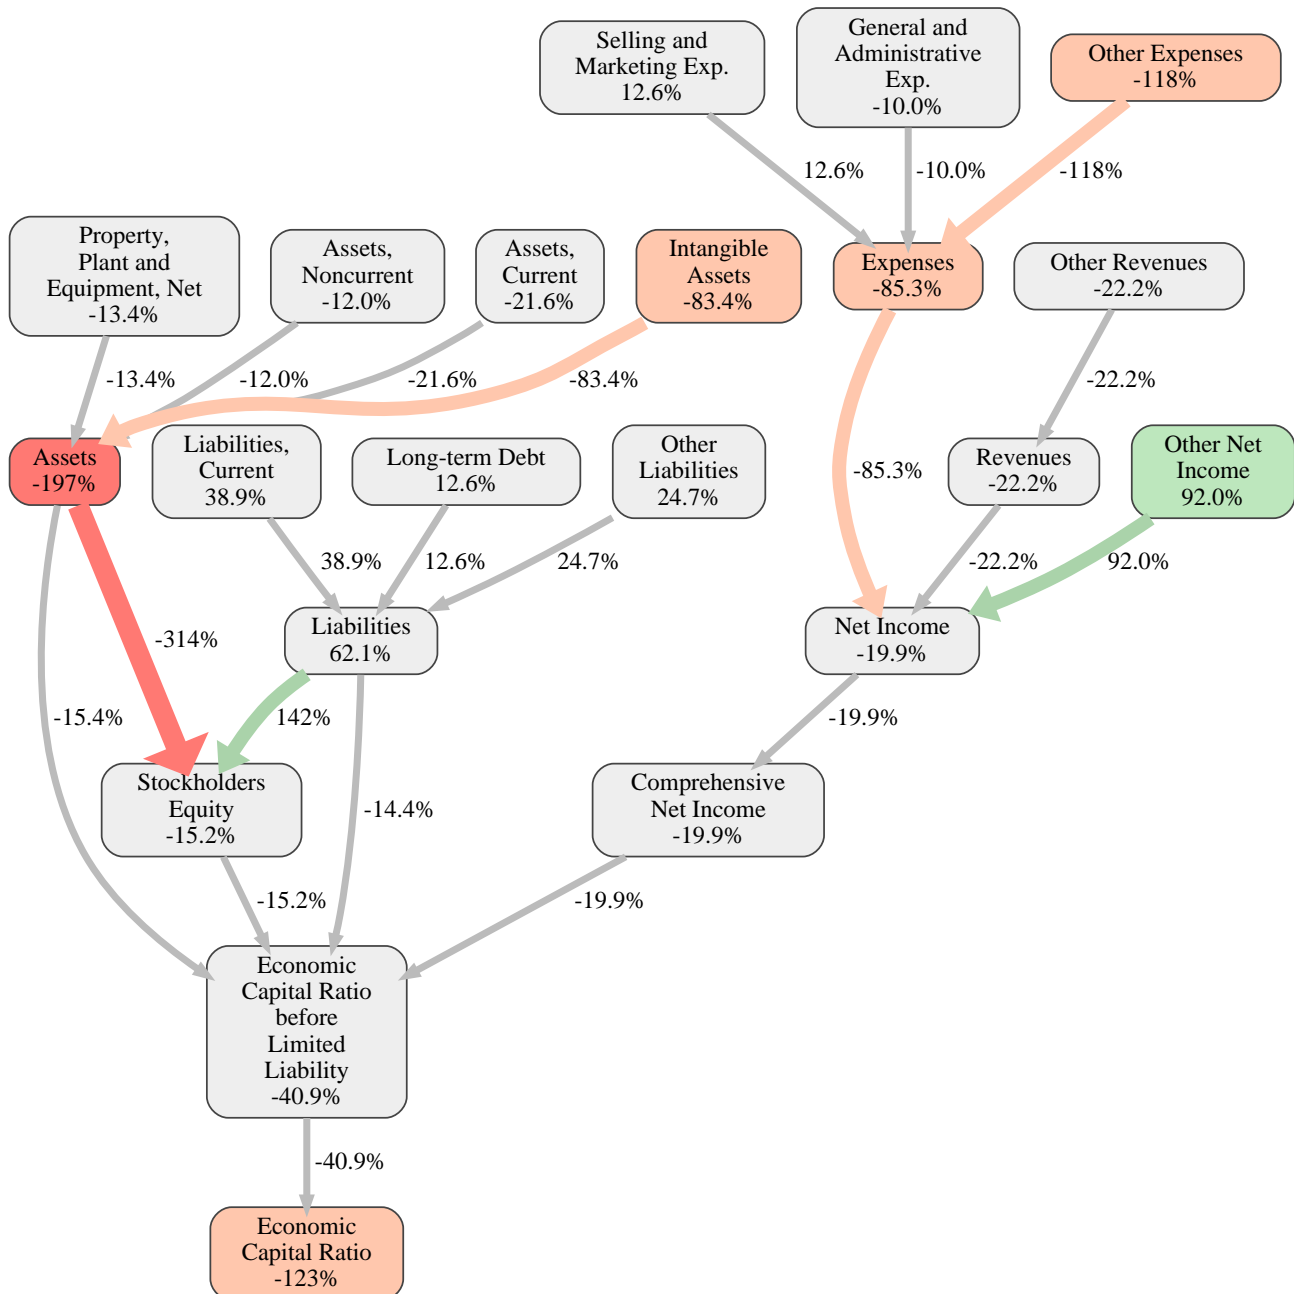 Selling and
Marketing Exp.
12.6%
General and
Administrative
Exp.
-10.0%
Other Expenses
-118%
12.6%
-10.0%
-118%
Property,
Plant and
Equipment, Net
-13.4%
Assets,
Noncurrent
-12.0%
Assets,
Current
-21.6%
Intangible
Assets
-83.4%
Expenses
-85.3%
Other Revenues
-22.2%
-13.4%
-12.0%
-21.6%
-83.4%
-22.2%
Assets
-197%
Liabilities,
Current
38.9%
Long-term Debt
12.6%
Other
Liabilities
24.7%
-85.3%
Revenues
-22.2%
Other Net
Income
92.0%
38.9%
12.6%
24.7%
-22.2%
92.0%
-314%
Liabilities
62.1%
Net Income
-19.9%
-15.4%
142%
-19.9%
Stockholders
Equity
-15.2%
-14.4%
Comprehensive
Net Income
-19.9%
-15.2%
-19.9%
Economic
Capital Ratio
before
Limited
Liability
-40.9%
-40.9%
Economic
Capital Ratio
-123%